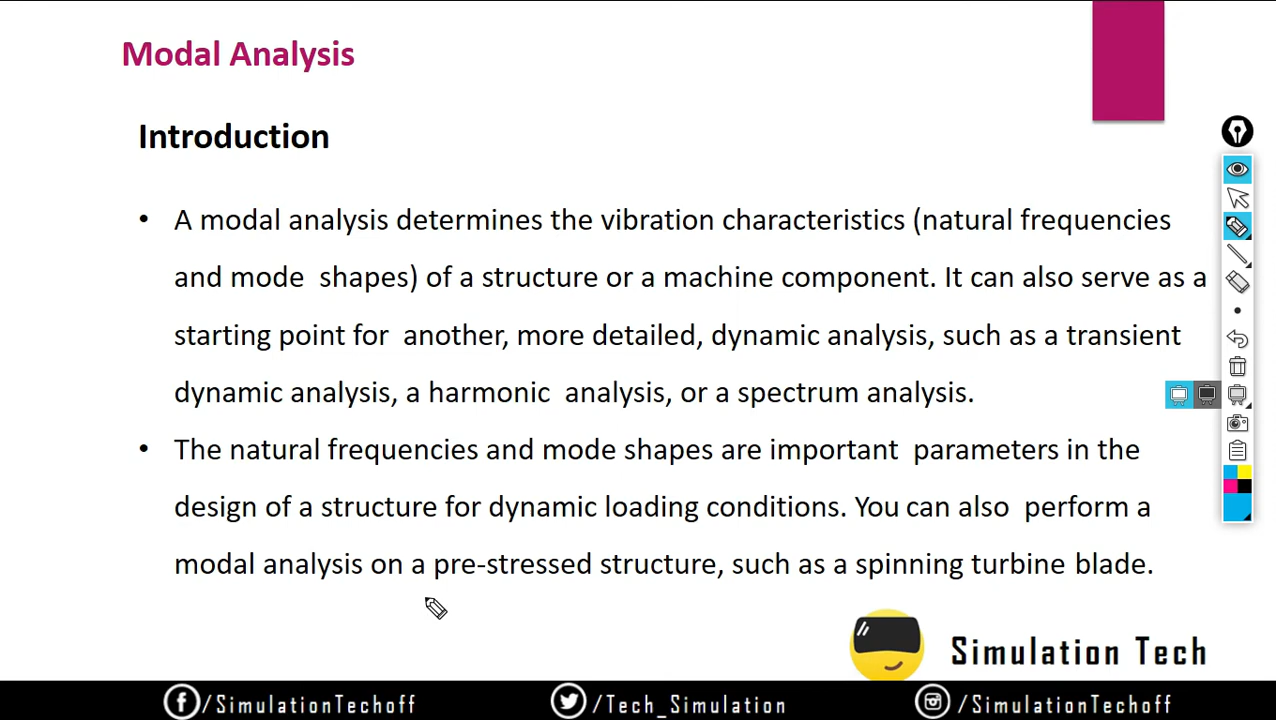 Modal Analysis
Introduction
• A modal analysis determines the vibration characteristics (natural frequencies
and mode shapes) of a structure or a machine component. It can also serve as a
starting point for another, more detailed, dynamic analysis, such as a transient
dynamic analysis, a harmonic analysis, or a spectrum analysis.
• The natural frequencies and mode shapes are important parameters in the
design of a structure for dynamic loading conditions. You can also perform a
modal analysis on a pre-stressed structure, such as a spinning turbine blade.
Simulation Tech
/SimulationTechoff /Tech_Simulation /SimulationTechoff